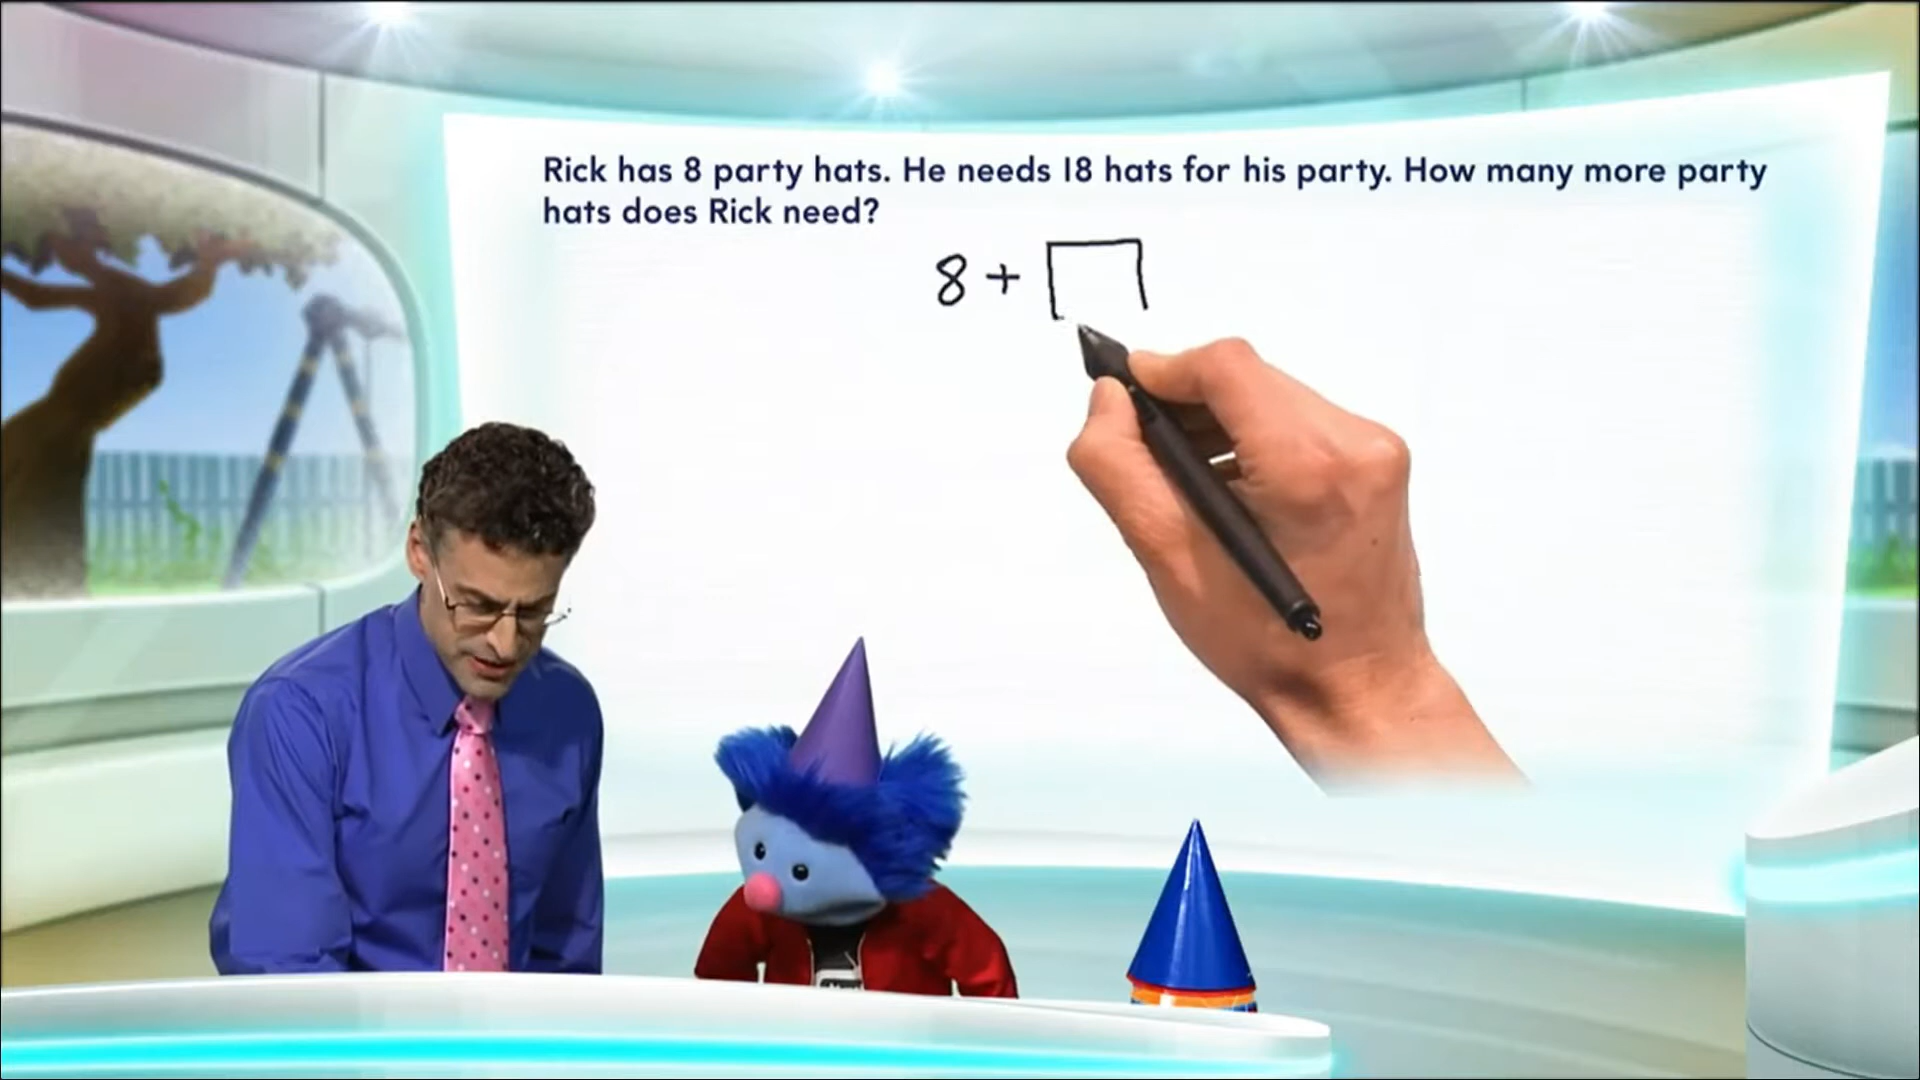 Rick has 8 party hats. He needs 18 hats for his party. How many more party
hats does Rick need?
8 +